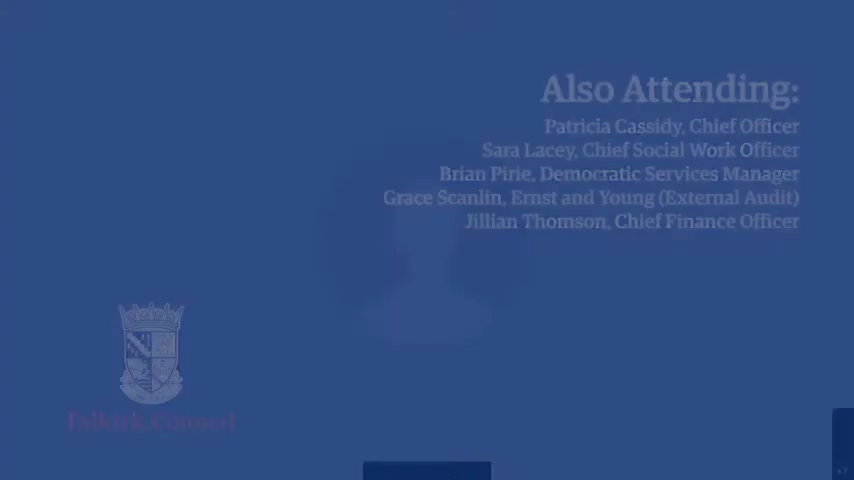 Also Attending:
Patricia Cassidy, Chief Officer
Sara Lacey, Chief Social Work Officer
Brian Pirie, Democratic Services Manager
Grace Scanlin, Ernst and Young (External Audit)
Jillian Thomson, Chief Finance Officer
Falkirk Council